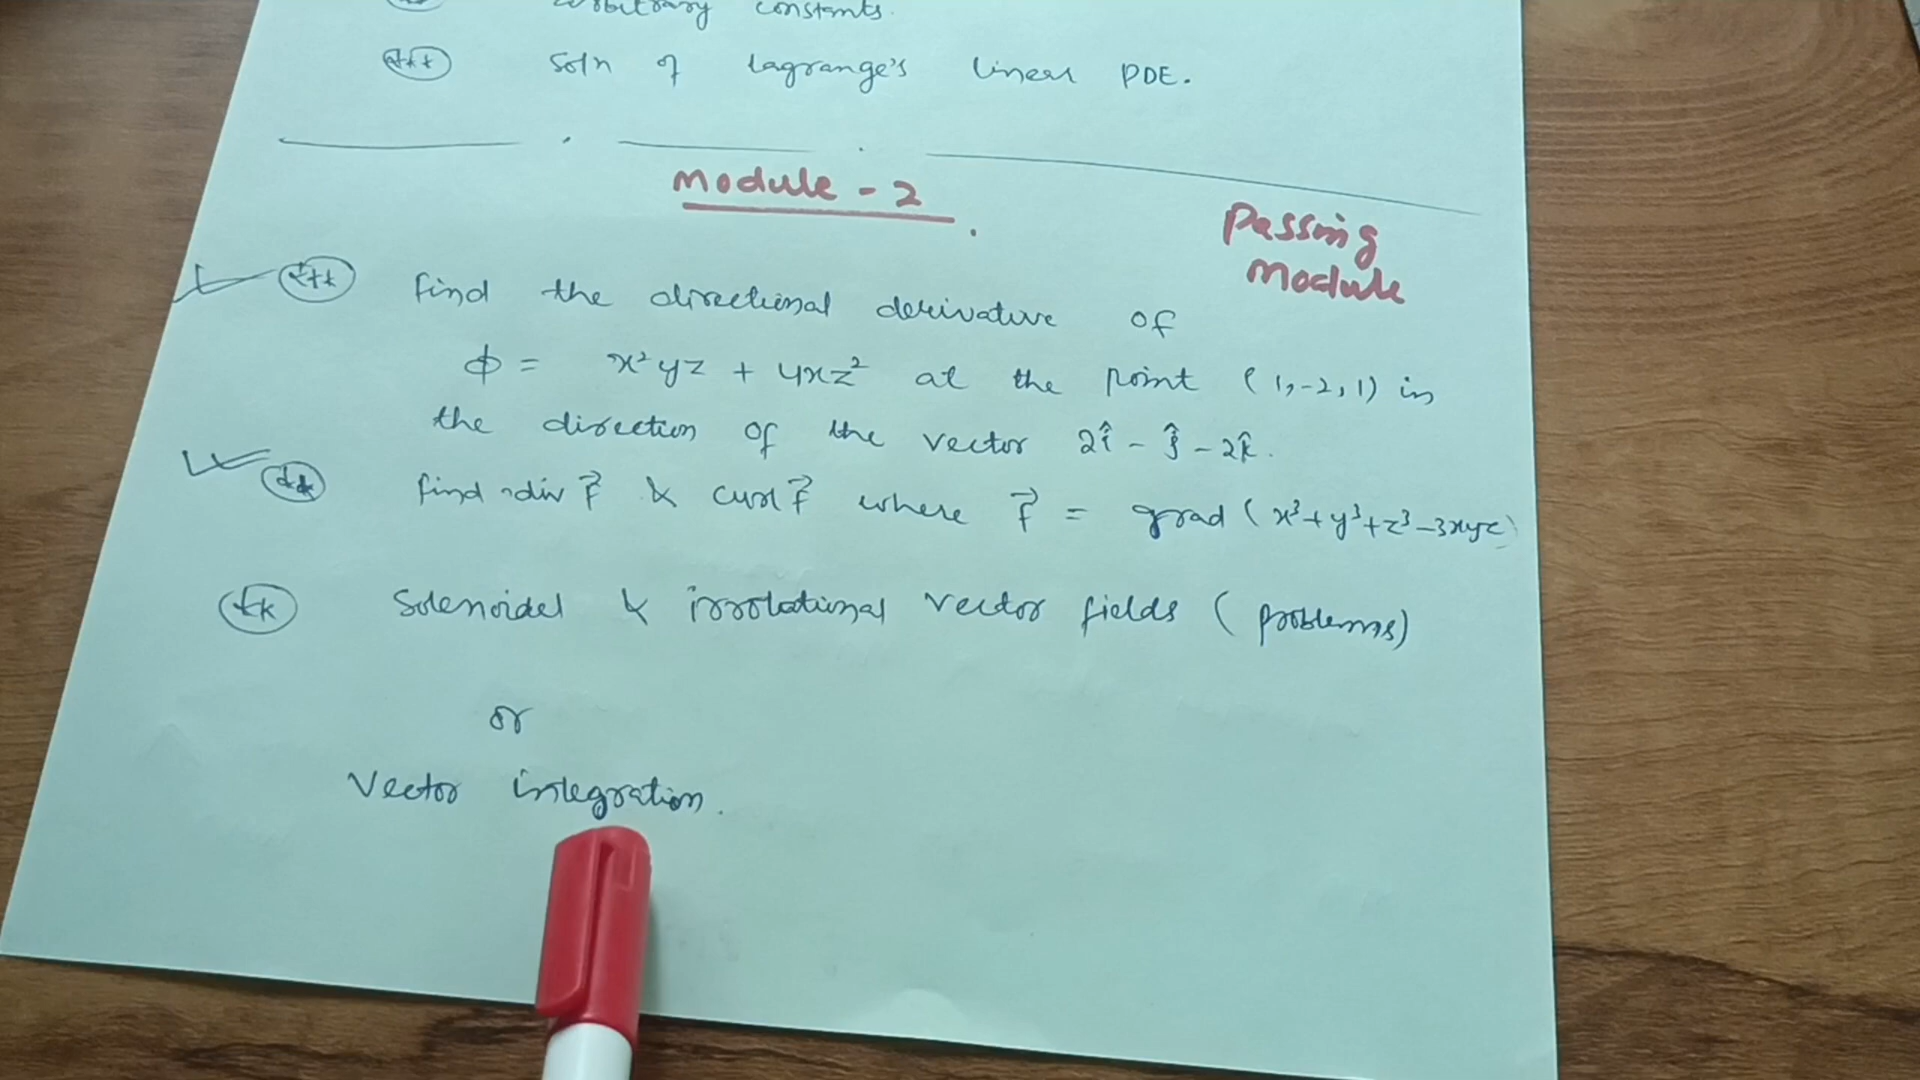 arbitrary constants.
*** Soln of lagrange's linear PDE.
Module - 2
Passing Module
*** Find the directional derivative of
ϕ = x²yz + 4xz² at the point (1,-2,1) in
the direction of the vector 2î - ĵ - 2k̂.
** find div F⃗ & curl F⃗ where F⃗ = grad (x³+y³+z³-3xyz)
** Solenoidal & irrotational vector fields (problems)
or
Vector integration.